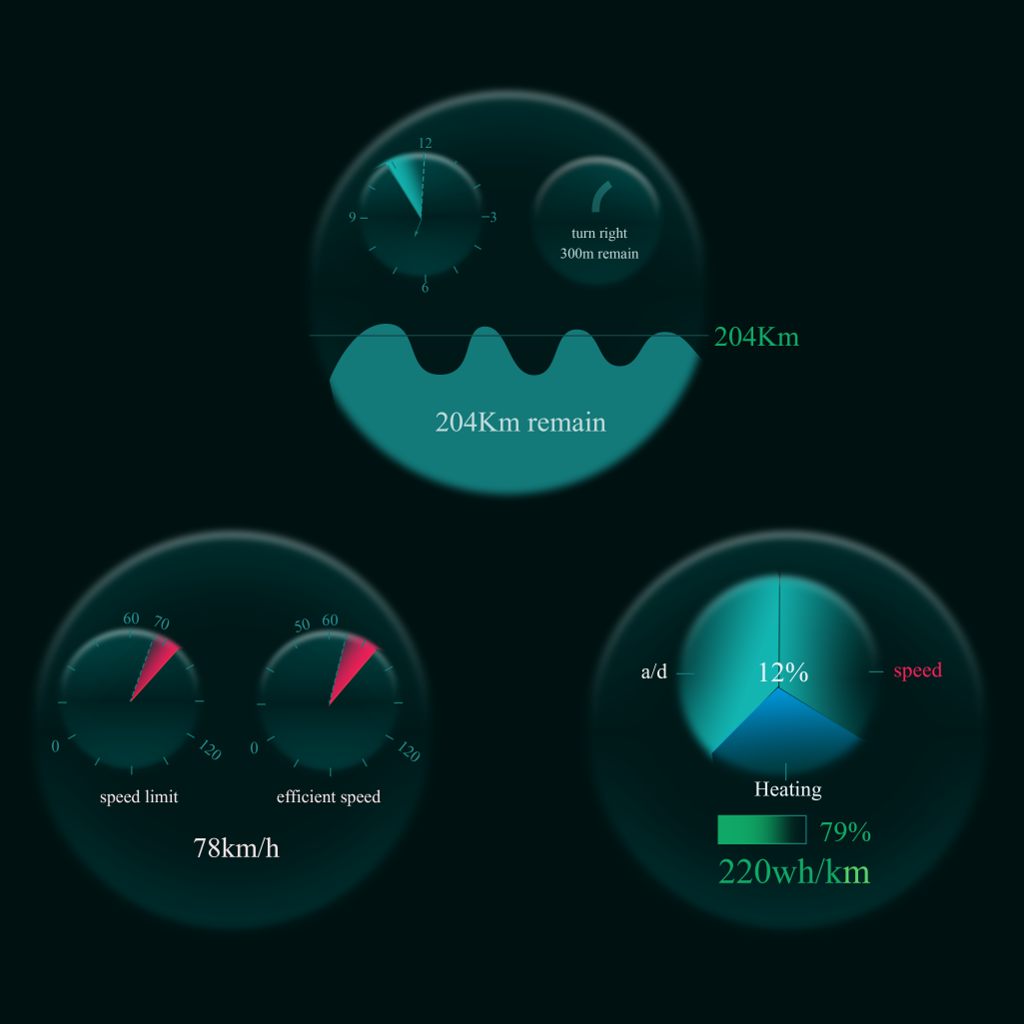 12
9
3
6
turn right
300m remain
204Km
204Km remain
60 70
0
120
speed limit
50 60
0
120
efficient speed
78km/h
a/d
12%
speed
Heating
79%
220wh/km